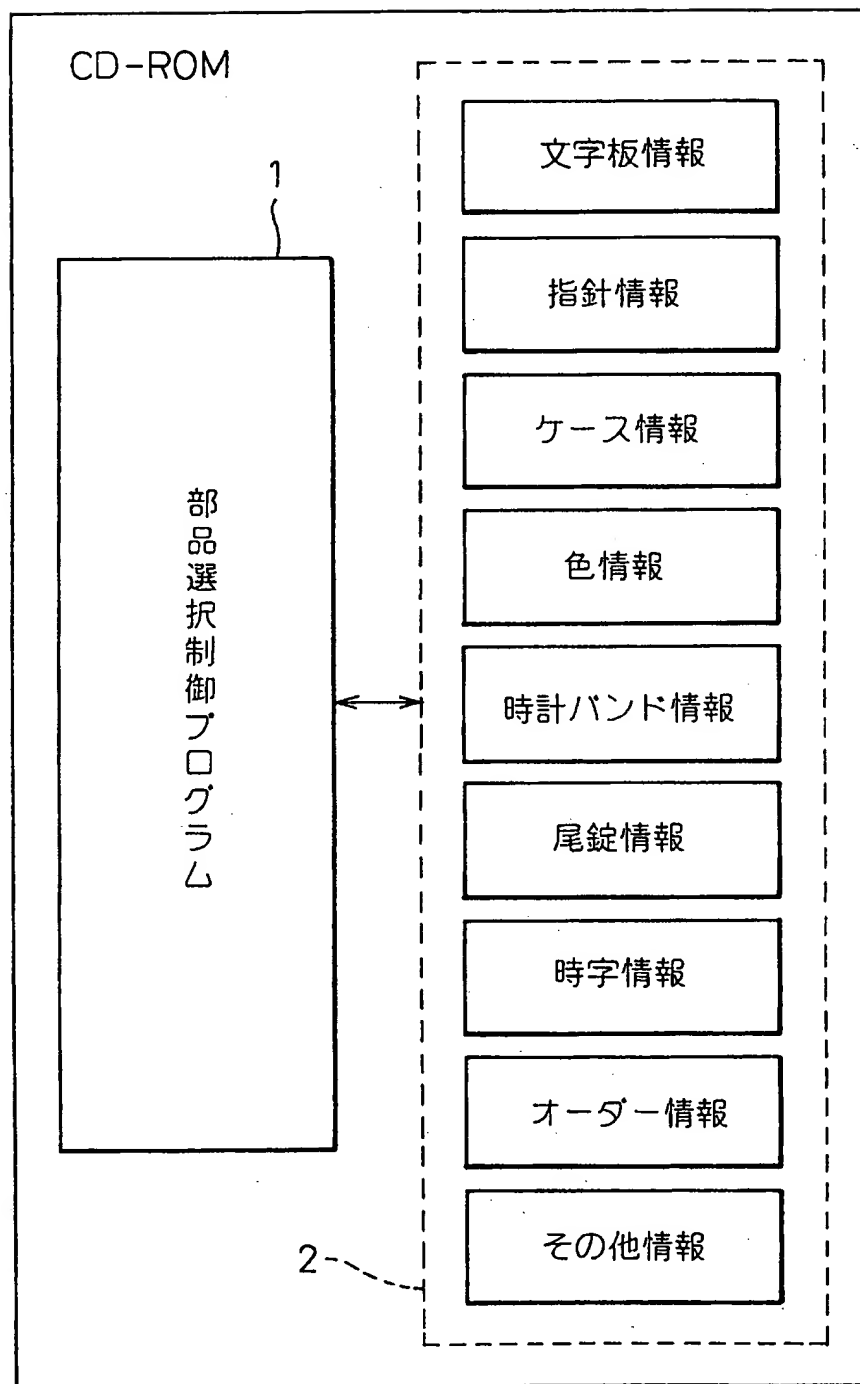 CD-ROM
1
部品選択制御プログラム
文字板情報
指針情報
ケース情報
色情報
時計バンド情報
尾錠情報
時字情報
オーダー情報
その他情報
2